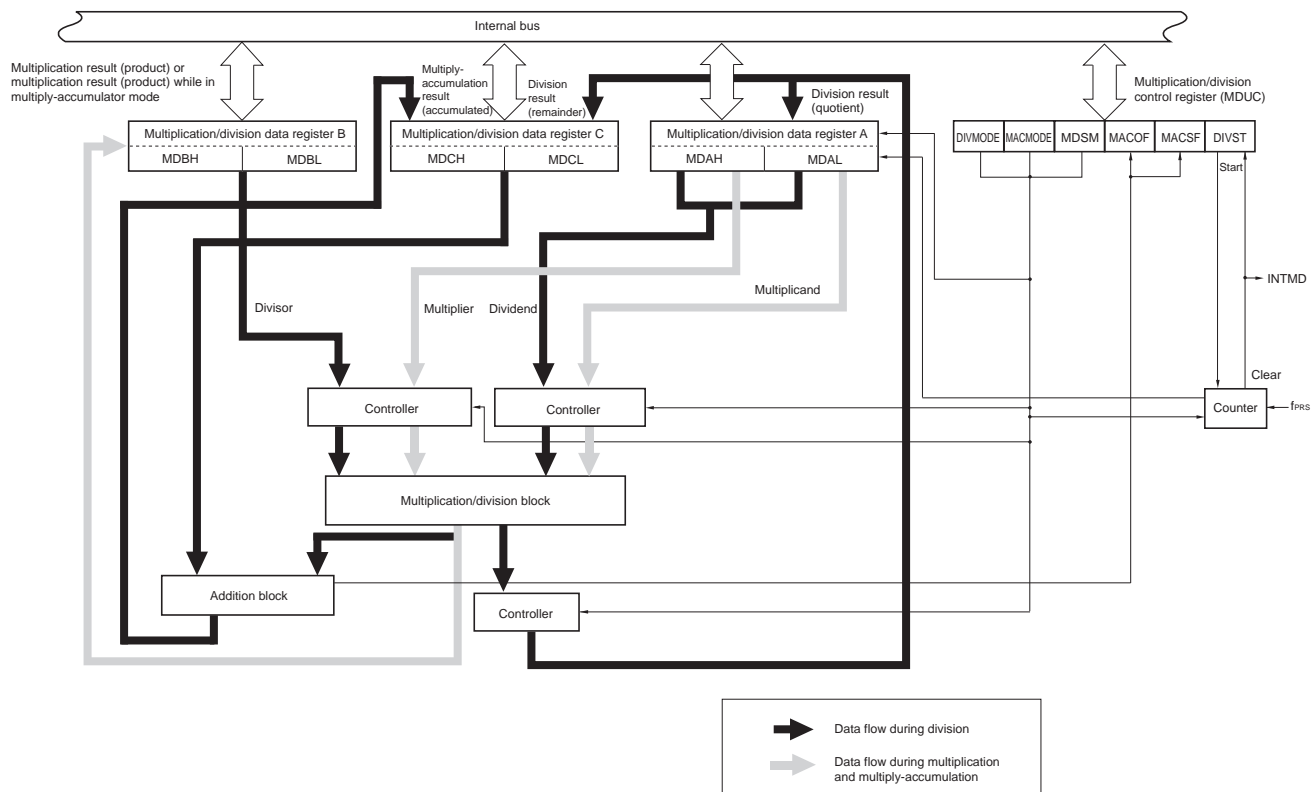 Internal bus
Multiplication result (product) or
multiplication result (product) while in
multiply-accumulator mode
Multiply-
accumulation
result
(accumulated)
Division
result
(remainder)
Division result
(quotient)
Multiplication/division
control register (MDUC)
Multiplication/division data register B
MDBH
MDBL
Multiplication/division data register C
MDCH
MDCL
Multiplication/division data register A
MDAH
MDAL
DIVMODE
MACMODE
MDSM
MACOF
MACSF
DIVST
Start
INTMD
Divisor
Multiplier
Dividend
Multiplicand
Clear
Controller
Controller
Counter
fPRS
Multiplication/division block
Addition block
Controller
Data flow during division
Data flow during multiplication
and multiply-accumulation